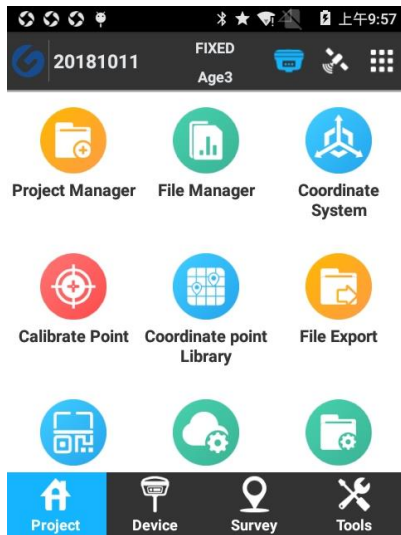 上午9:57
20181011
FIXED
Age3
Project Manager
File Manager
Coordinate
System
Calibrate Point
Coordinate point
Library
File Export
Project
Device
Survey
Tools